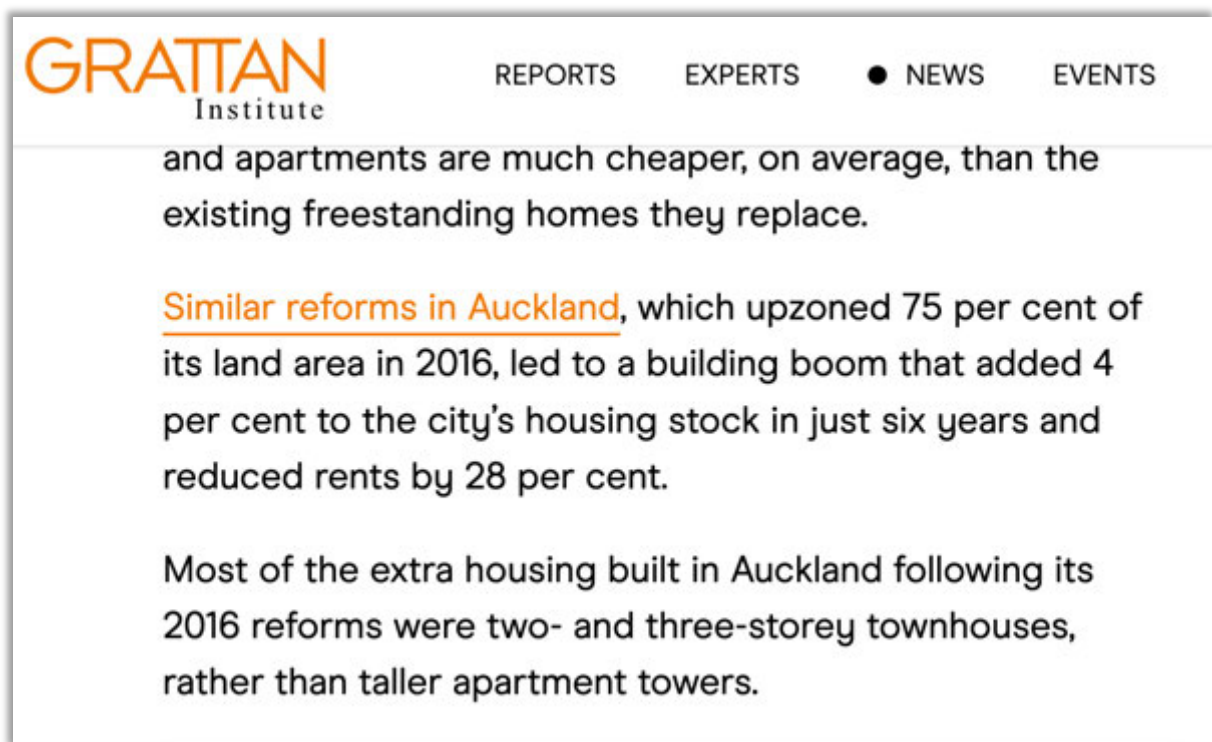 GRATTAN
Institute
REPORTS EXPERTS ● NEWS EVENTS
and apartments are much cheaper, on average, than the
existing freestanding homes they replace.
Similar reforms in Auckland, which upzoned 75 per cent of
its land area in 2016, led to a building boom that added 4
per cent to the city’s housing stock in just six years and
reduced rents by 28 per cent.
Most of the extra housing built in Auckland following its
2016 reforms were two- and three-storey townhouses,
rather than taller apartment towers.